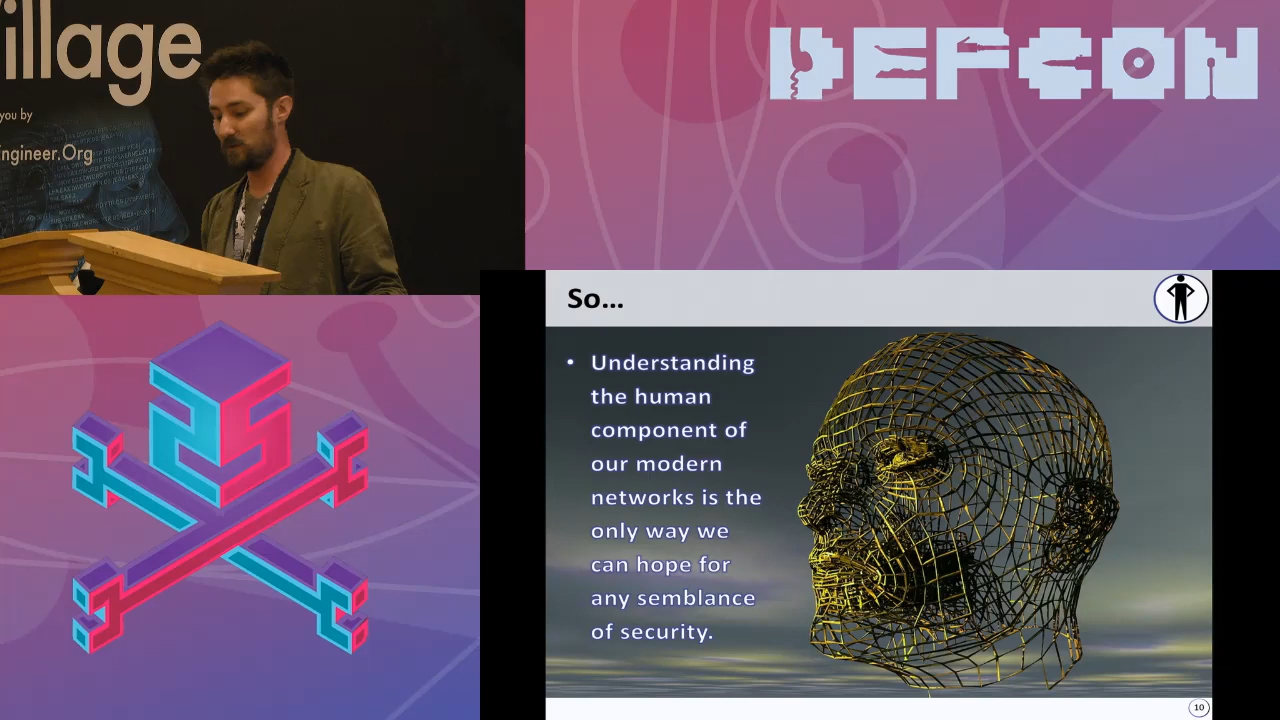 illage
you by
ngineer.Org
DEFCON
25
So...
• Understanding
the human
component of
our modern
networks is the
only way we
can hope for
any semblance
of security.
10